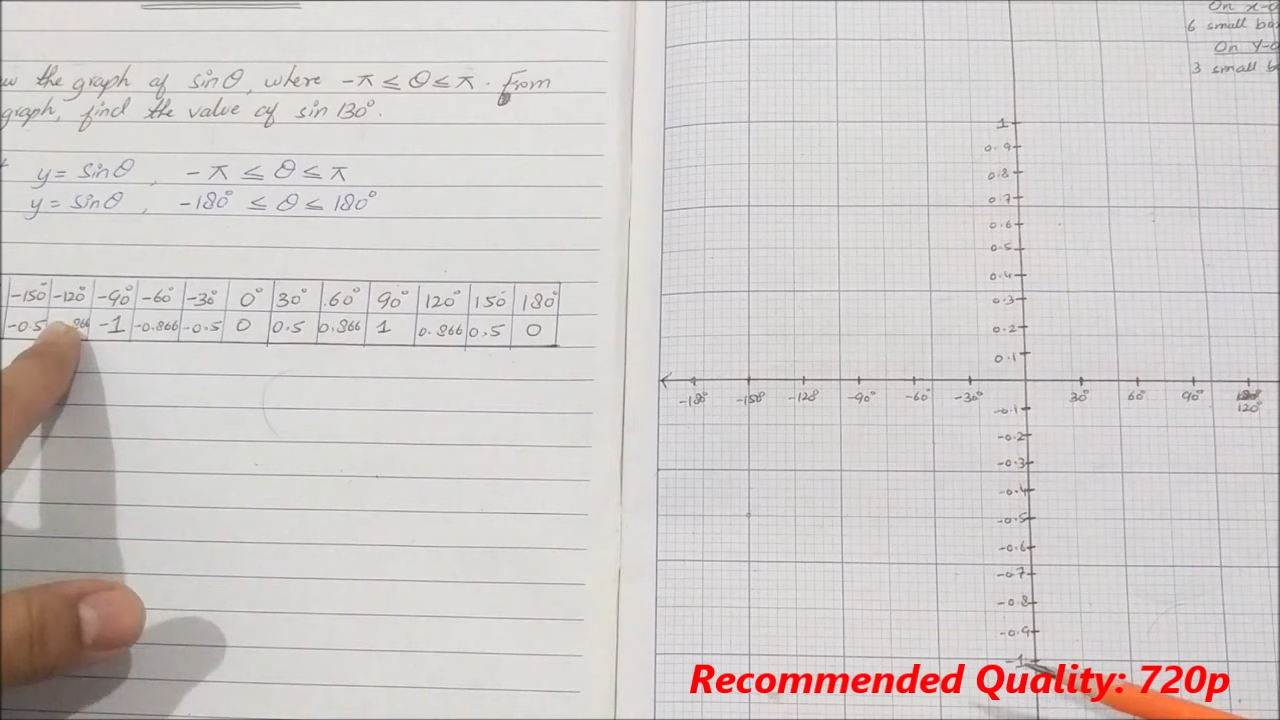 the graph of sinθ, where -π ≤ θ ≤ π. From
graph, find the value of sin 130°.
y = sinθ , -π ≤ θ ≤ π
y = sinθ , -180° ≤ θ ≤ 180°
-150° -120° -90° -60° -30° 0° 30° 60° 90° 120° 150° 180°
-0.5 -1 -0.866 -0.5 0 0.5 0.866 1 0.866 0.5 0
On
6 small
On
3 small
1
0.9
0.8
0.7
0.6
0.5
0.4
0.3
0.2
0.1
-180° -150° -120° -90° -60° -30° 30° 60° 90°
120°
-0.1
-0.2
-0.3
-0.4
-0.5
-0.6
-0.7
-0.8
-0.9
-1
Recommended Quality: 720p